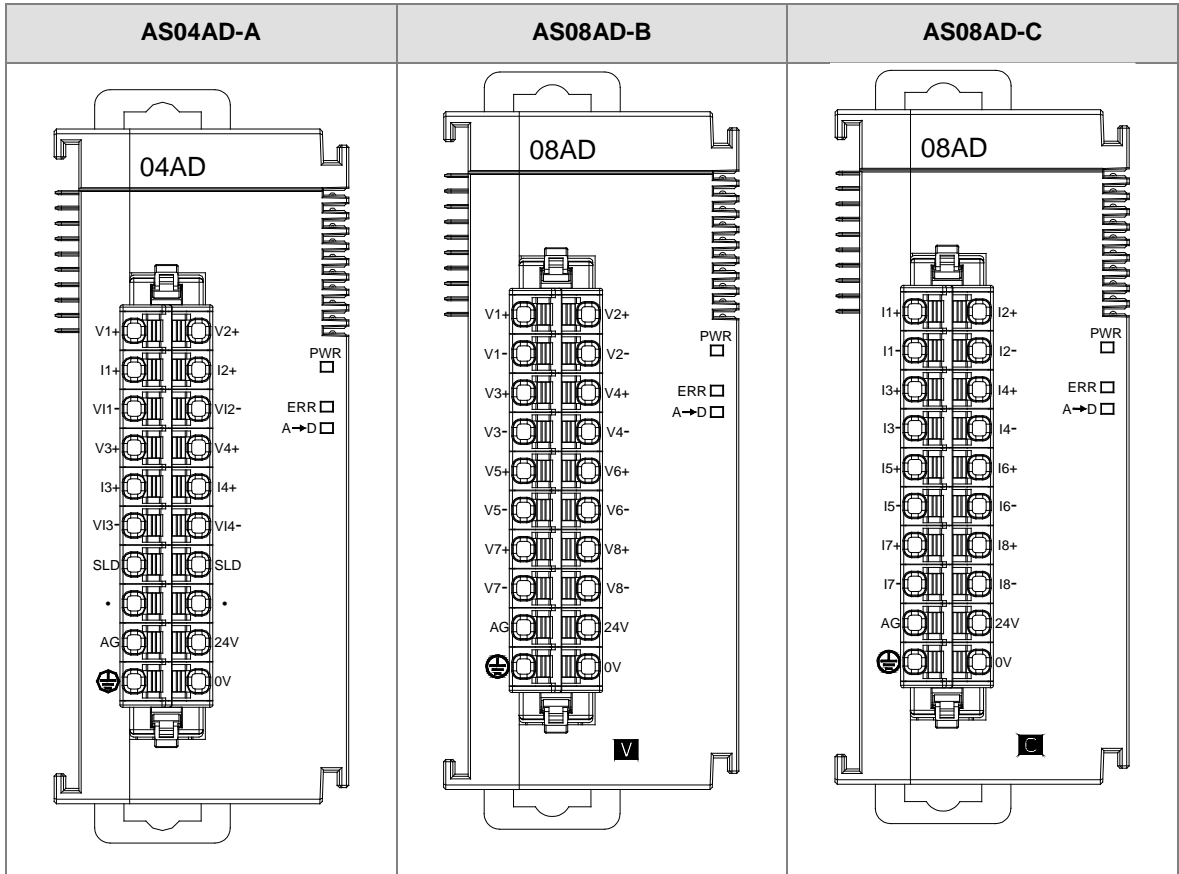 AS04AD-A AS08AD-B AS08AD-C
04AD
V1+ V2+
I1+ I2+
VI1- VI2-
V3+ V4+
I3+ I4+
VI3- VI4-
SLD SLD
• •
AG 24V
0V
PWR
ERR
A→D
08AD
V1+ V2+
V1- V2-
V3+ V4+
V3- V4-
V5+ V6+
V5- V6-
V7+ V8+
V7- V8-
AG 24V
0V
PWR
ERR
A→D
V
08AD
I1+ I2+
I1- I2-
I3+ I4+
I3- I4-
I5+ I6+
I5- I6-
I7+ I8+
I7- I8-
AG 24V
0V
PWR
ERR
A→D
C